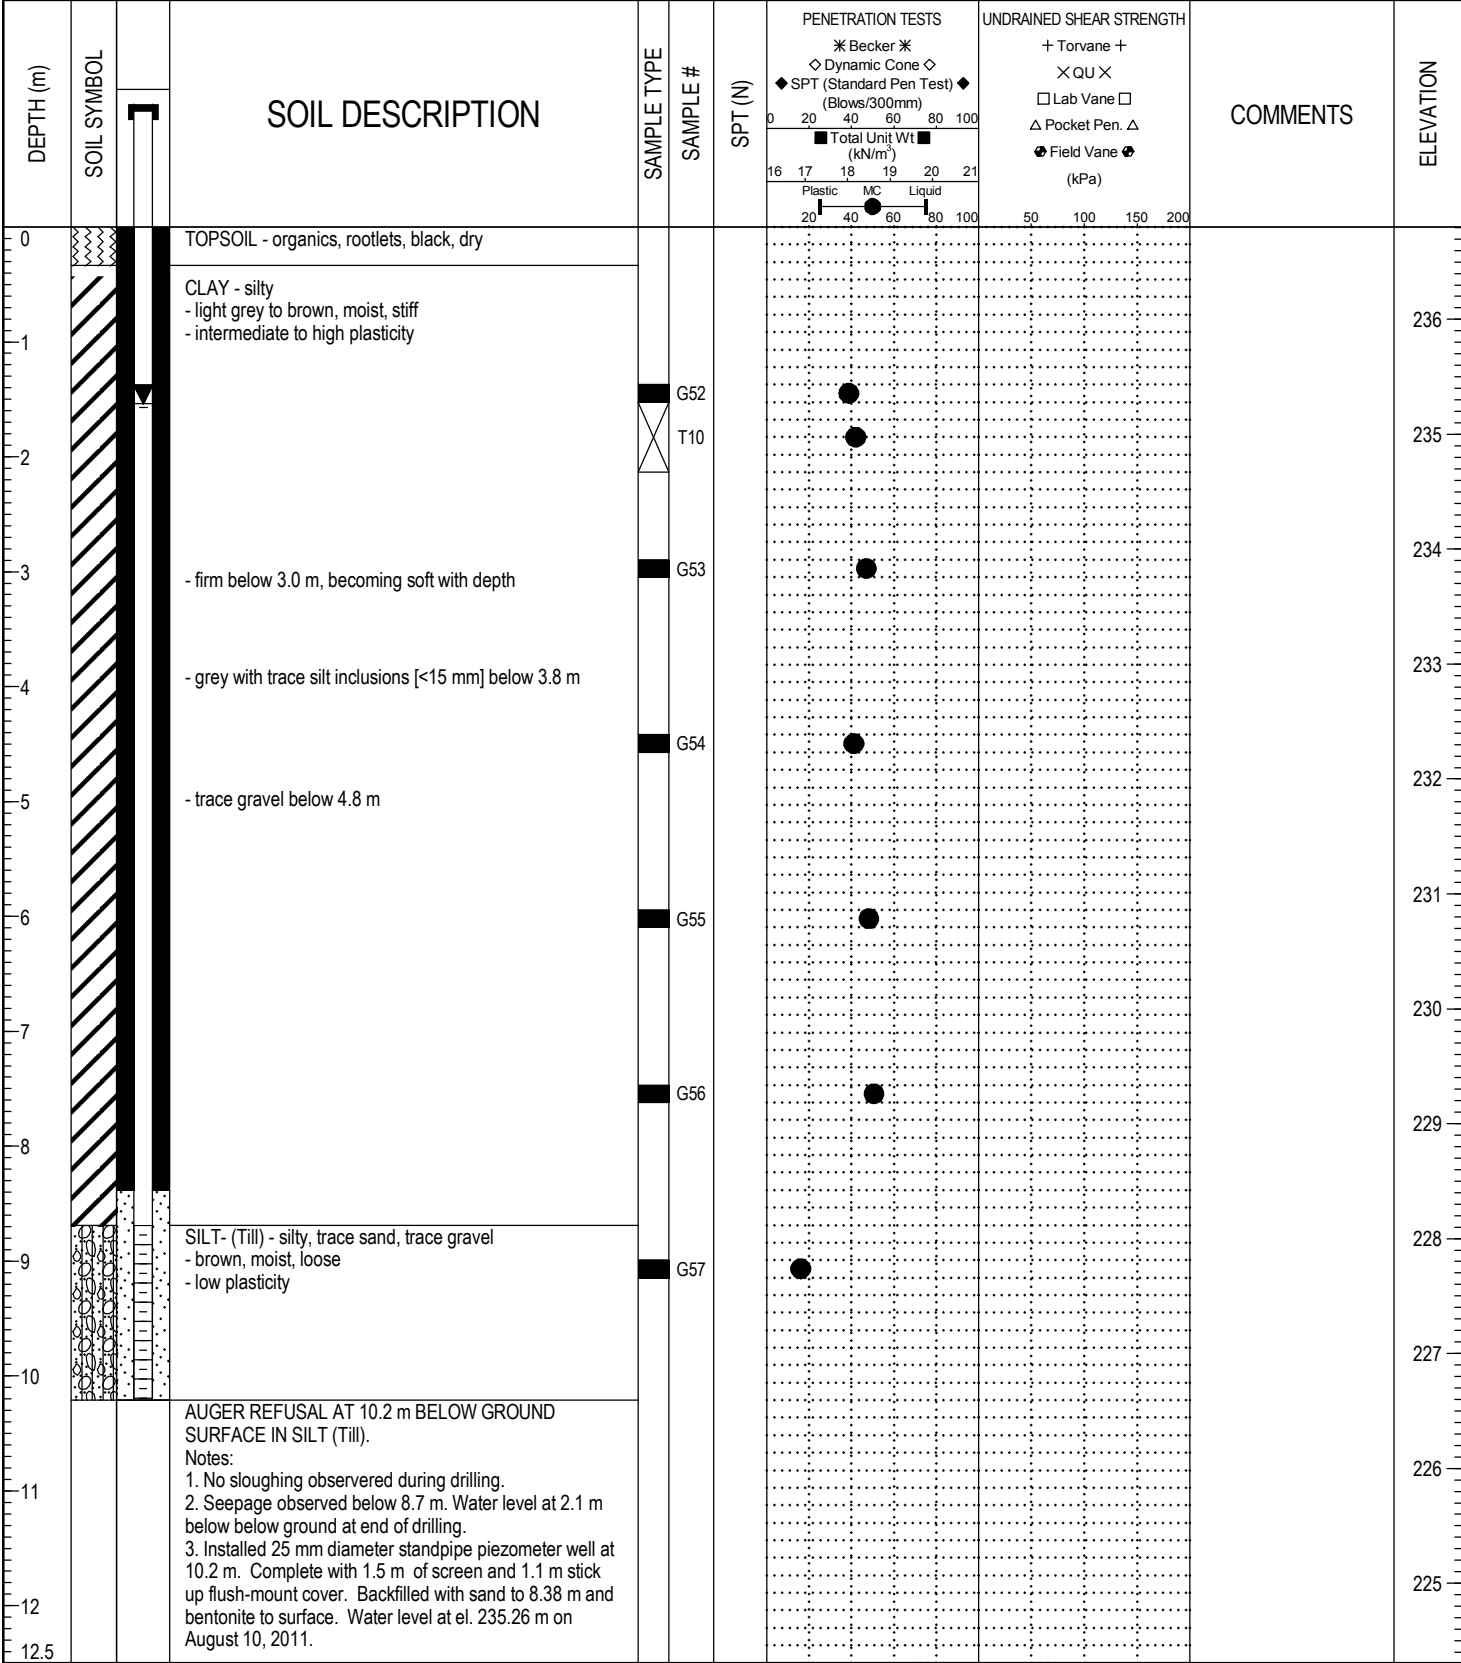 DEPTH (m)
SOIL SYMBOL
SOIL DESCRIPTION
SAMPLE TYPE
SAMPLE #
SPT (N)
PENETRATION TESTS
✳ Becker ✳
◇ Dynamic Cone ◇
◆ SPT (Standard Pen Test) ◆
(Blows/300mm)
0 20 40 60 80 100
■ Total Unit Wt ■
(kN/m³)
16 17 18 19 20 21
Plastic MC Liquid
20 40 60 80 100
UNDRAINED SHEAR STRENGTH
+ Torvane +
× QU ×
□ Lab Vane □
△ Pocket Pen. △
Field Vane
(kPa)
50 100 150 200
COMMENTS
ELEVATION
0
TOPSOIL - organics, rootlets, black, dry
CLAY - silty
- light grey to brown, moist, stiff
236
- intermediate to high plasticity
1
G52
T10
235
2
234
3
G53
- firm below 3.0 m, becoming soft with depth
233
- grey with trace silt inclusions [<15 mm] below 3.8 m
4
G54
232
- trace gravel below 4.8 m
5
231
6
G55
230
7
G56
229
8
228
SILT- (Till) - silty, trace sand, trace gravel
- brown, moist, loose
9
G57
- low plasticity
227
10
AUGER REFUSAL AT 10.2 m BELOW GROUND
SURFACE IN SILT (Till).
Notes:
226
1. No sloughing observered during drilling.
11
2. Seepage observed below 8.7 m. Water level at 2.1 m
below below ground at end of drilling.
3. Installed 25 mm diameter standpipe piezometer well at
10.2 m. Complete with 1.5 m of screen and 1.1 m stick
225
up flush-mount cover. Backfilled with sand to 8.38 m and
12
bentonite to surface. Water level at el. 235.26 m on
August 10, 2011.
12.5